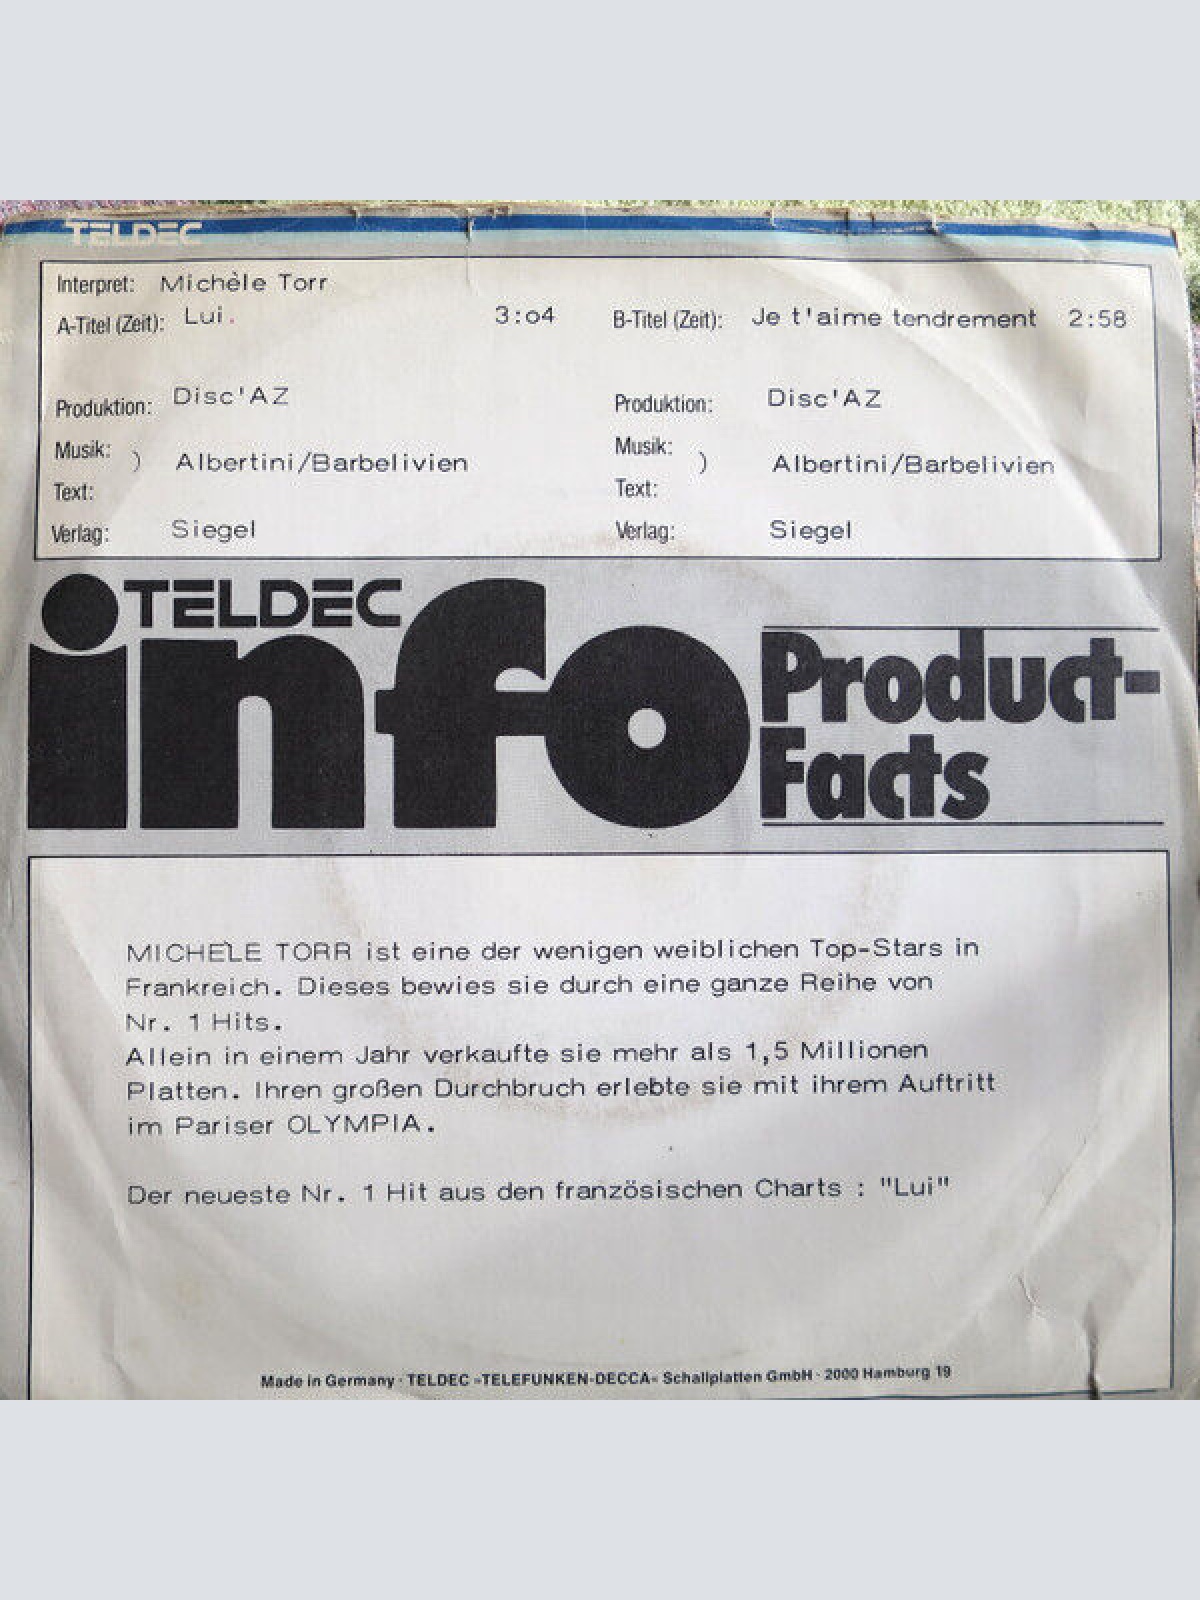 TELDEC
Interpret: Michèle Torr
A-Titel (Zeit): Lui. 3:o4
B-Titel (Zeit): Je t'aime tendrement 2:58
Produktion: Disc'AZ
Musik: )
Text: Albertini/Barbelivien
Verlag: Siegel
Produktion: Disc'AZ
Musik: )
Text: Albertini/Barbelivien
Verlag: Siegel
TELDEC
info
Product-
Facts
MICHELE TORR ist eine der wenigen weiblichen Top-Stars in
Frankreich. Dieses bewies sie durch eine ganze Reihe von
Nr. 1 Hits.
Allein in einem Jahr verkaufte sie mehr als 1,5 Millionen
Platten. Ihren großen Durchbruch erlebte sie mit ihrem Auftritt
im Pariser OLYMPIA.
Der neueste Nr. 1 Hit aus den französischen Charts : "Lui"
Made in Germany · TELDEC »TELEFUNKEN-DECCA« Schallplatten GmbH · 2000 Hamburg 19